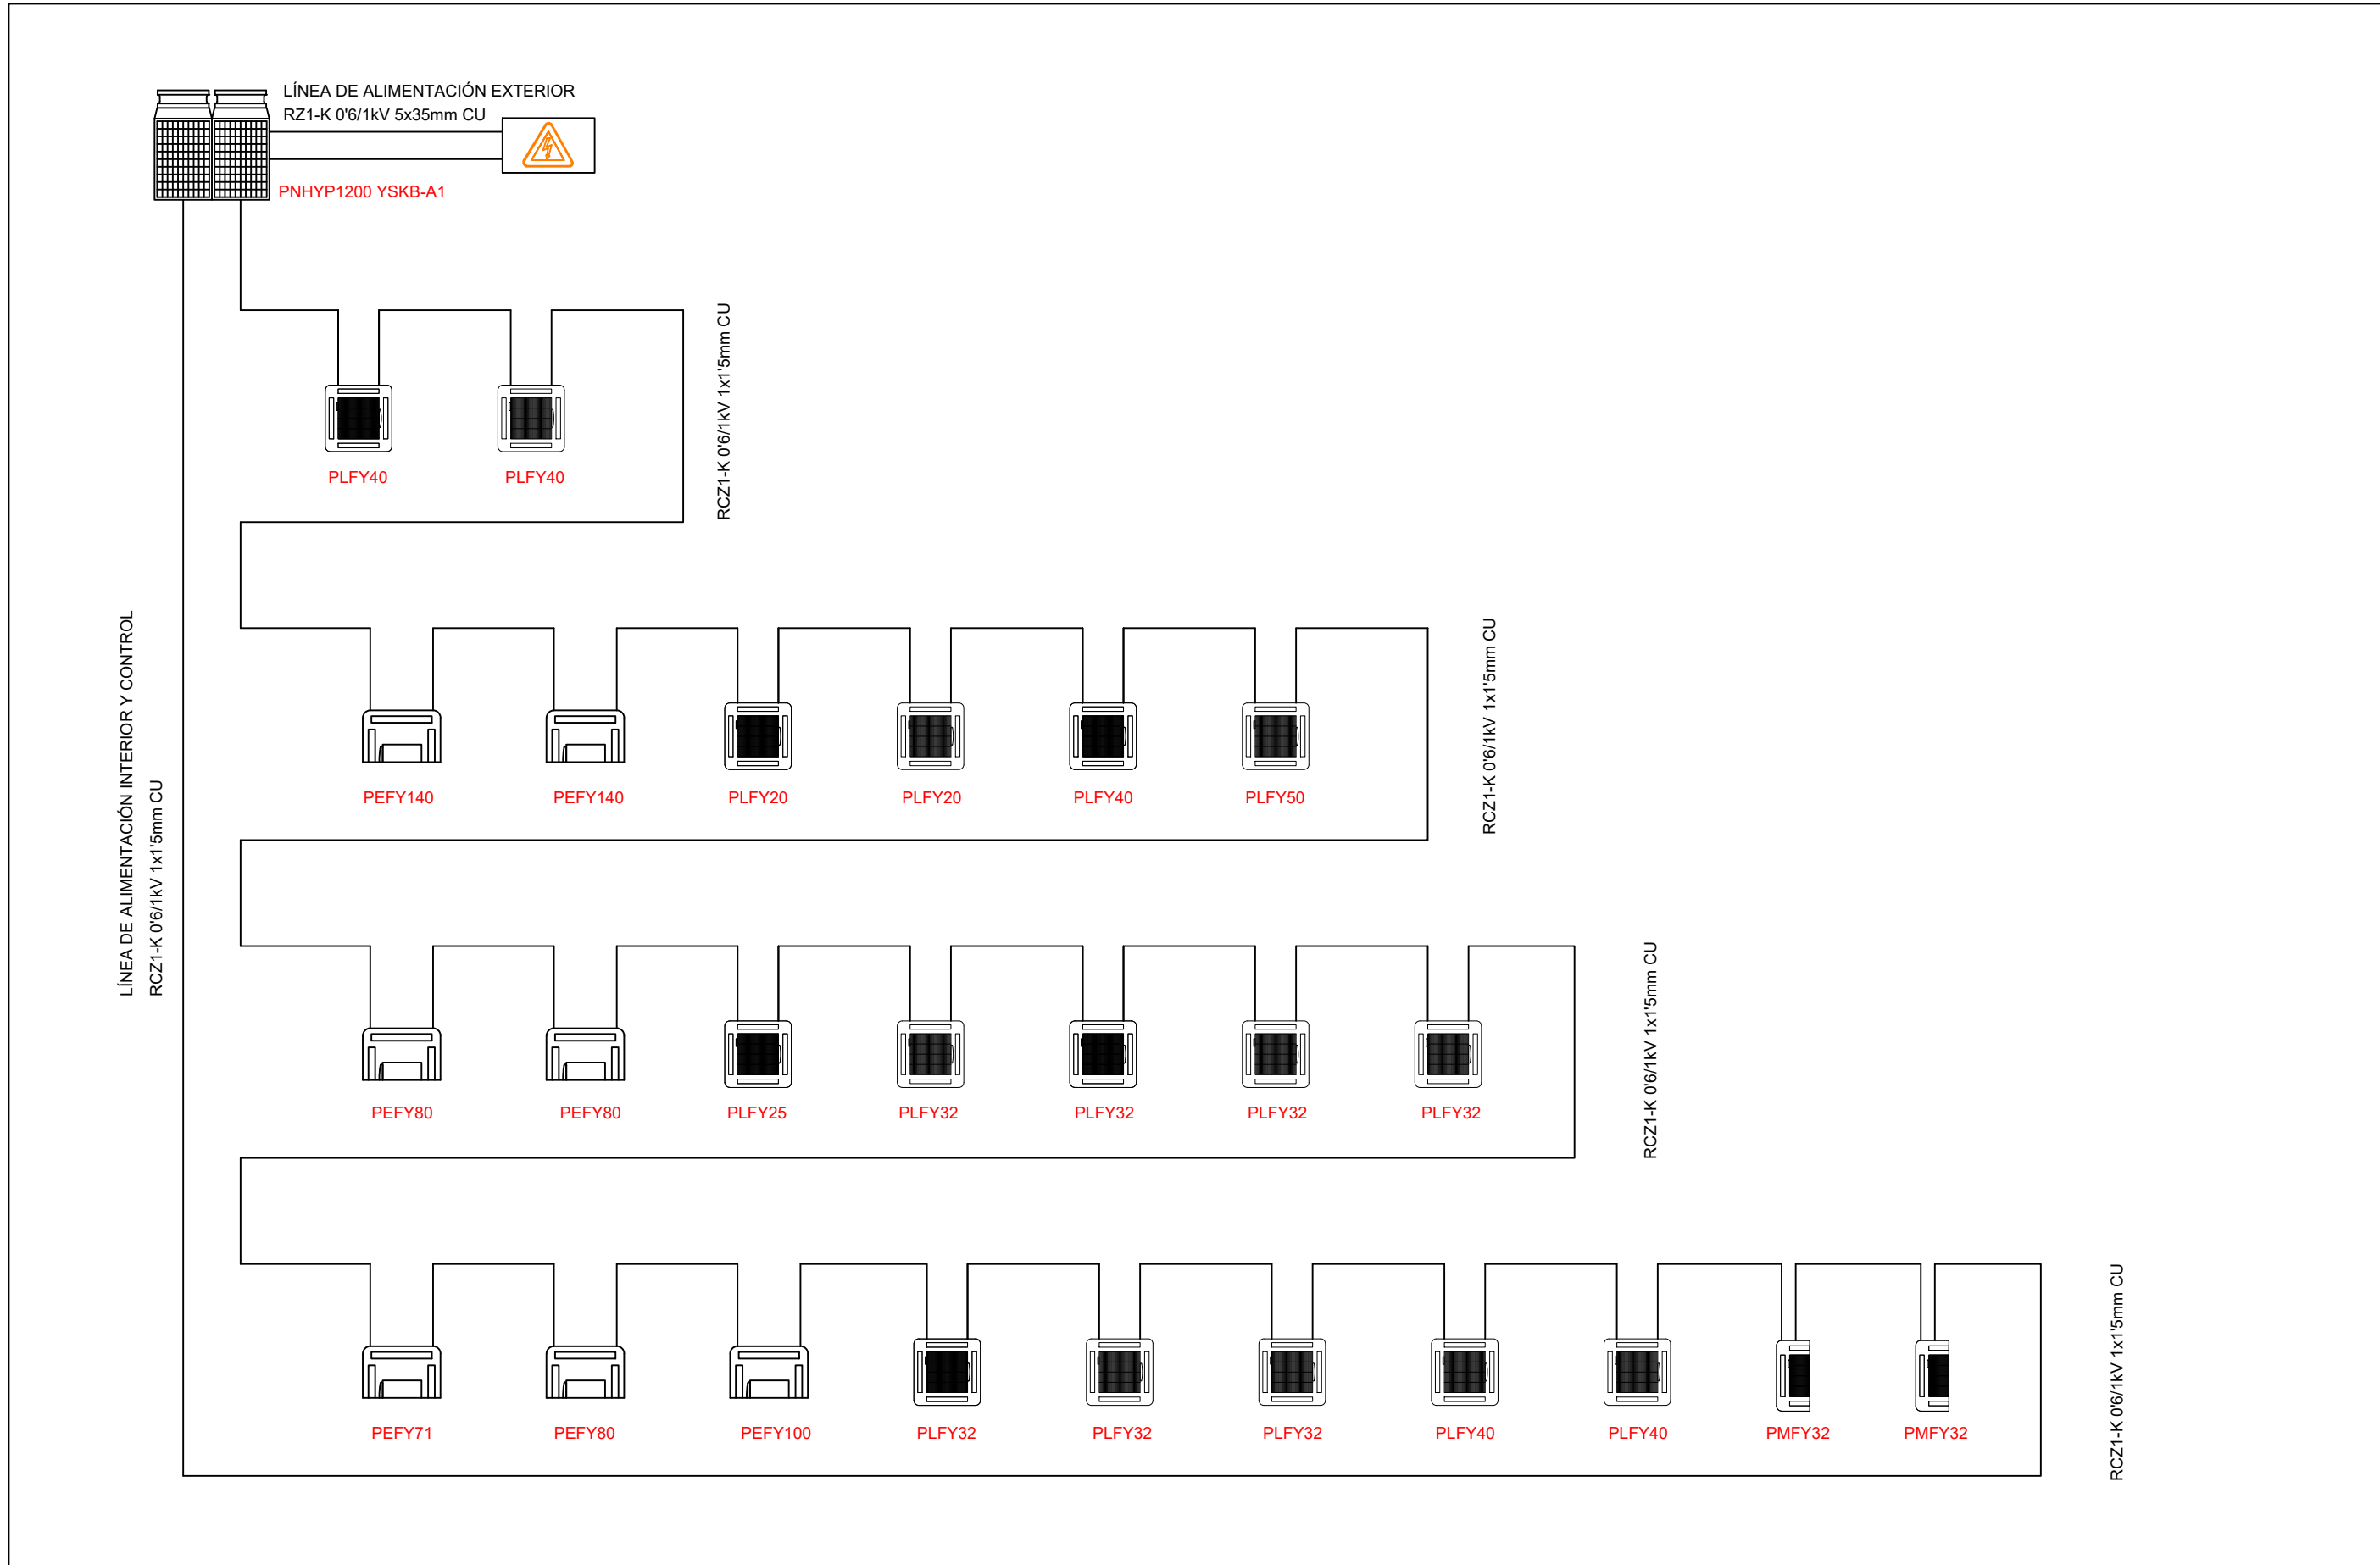 LÍNEA DE ALIMENTACIÓN EXTERIOR
RZ1-K 0'6/1kV 5x35mm CU
PNHYP1200 YSKB-A1
RCZ1-K 0'6/1kV 1x1'5mm CU
PLFY40
PLFY40
LÍNEA DE ALIMENTACIÓN INTERIOR Y CONTROL
RCZ1-K 0'6/1kV 1x1'5mm CU
RCZ1-K 0'6/1kV 1x1'5mm CU
PEFY140
PEFY140
PLFY20
PLFY20
PLFY40
PLFY50
RCZ1-K 0'6/1kV 1x1'5mm CU
PEFY80
PEFY80
PLFY25
PLFY32
PLFY32
PLFY32
PLFY32
RCZ1-K 0'6/1kV 1x1'5mm CU
PEFY71
PEFY80
PEFY100
PLFY32
PLFY32
PLFY32
PLFY40
PLFY40
PMFY32
PMFY32